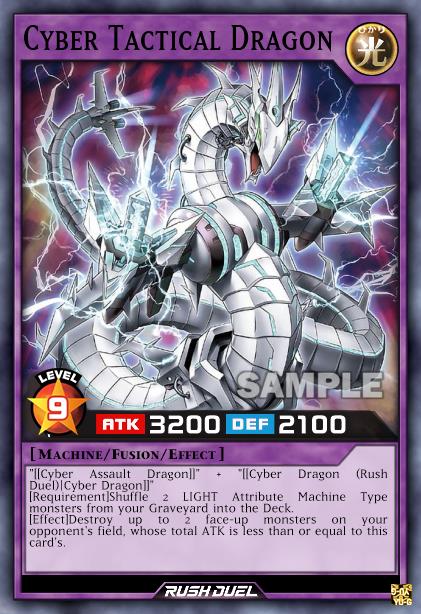 CYBER TACTICAL DRAGON
ひかり
光
SAMPLE
LEVEL
9
ATK 3200 DEF 2100
[MACHINE/FUSION/EFFECT]
"[[Cyber Assault Dragon]]" + "[[Cyber Dragon (Rush
Duel)|Cyber Dragon]]"
[Requirement]Shuffle 2 LIGHT Attribute Machine Type
monsters from your Graveyard into the Deck.
[Effect]Destroy up to 2 face-up monsters on your
opponent's field, whose total ATK is less than or equal to this
card's.
RUSH DUEL